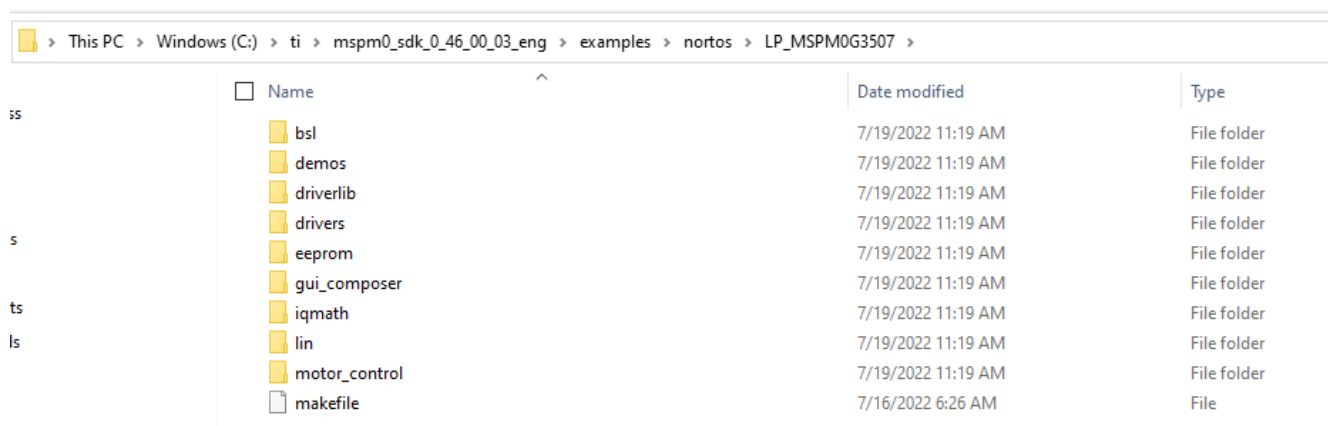 > This PC > Windows (C:) > ti > mspm0_sdk_0_46_00_03_eng > examples > nortos > LP_MSPM0G3507 >
Name Date modified Type
ss
bsl 7/19/2022 11:19 AM File folder
demos 7/19/2022 11:19 AM File folder
driverlib 7/19/2022 11:19 AM File folder
drivers 7/19/2022 11:19 AM File folder
s
eeprom 7/19/2022 11:19 AM File folder
gui_composer 7/19/2022 11:19 AM File folder
ts
iqmath 7/19/2022 11:19 AM File folder
ls
lin 7/19/2022 11:19 AM File folder
motor_control 7/19/2022 11:19 AM File folder
makefile 7/16/2022 6:26 AM File